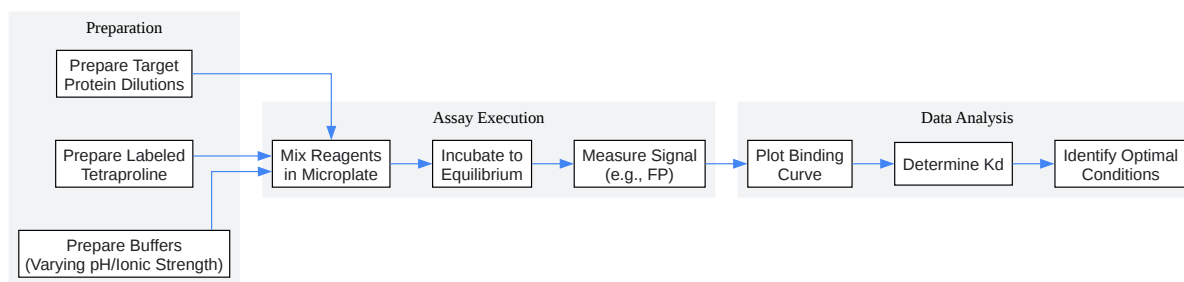 Preparation
Prepare Target
Protein Dilutions
Prepare Labeled
Tetraproline
Prepare Buffers
(Varying pH/Ionic Strength)
Assay Execution
Mix Reagents
in Microplate
Incubate to
Equilibrium
Measure Signal
(e.g., FP)
Data Analysis
Plot Binding
Curve
Determine Kd
Identify Optimal
Conditions